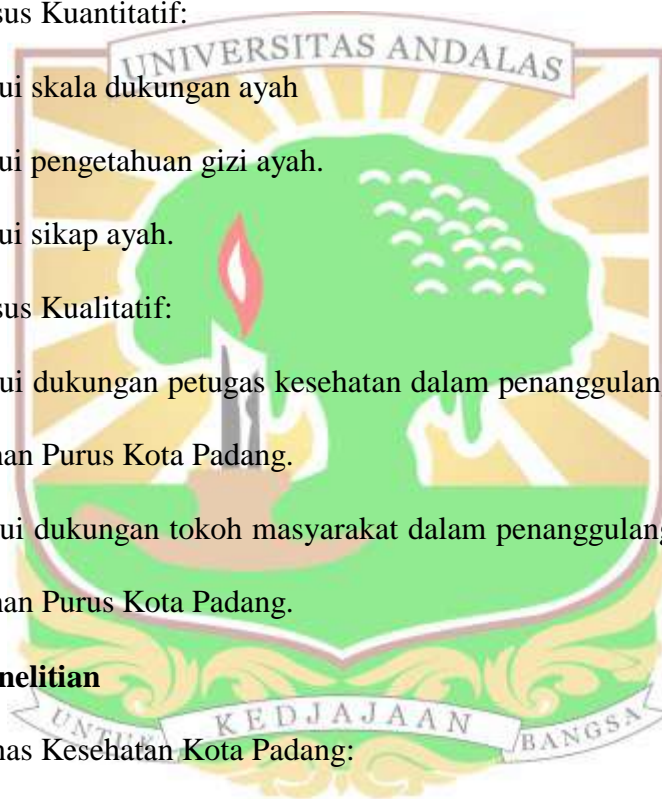 sus Kuantitatif:
UNIVERSITAS ANDALAS
ui skala dukungan ayah
ui pengetahuan gizi ayah.
ui sikap ayah.
sus Kualitatif:
ui dukungan petugas kesehatan dalam penanggulan
han Purus Kota Padang.
ui dukungan tokoh masyarakat dalam penanggulang
han Purus Kota Padang.
nelitian
UNTUK KEDJAJAAN BANGSA
nas Kesehatan Kota Padang: